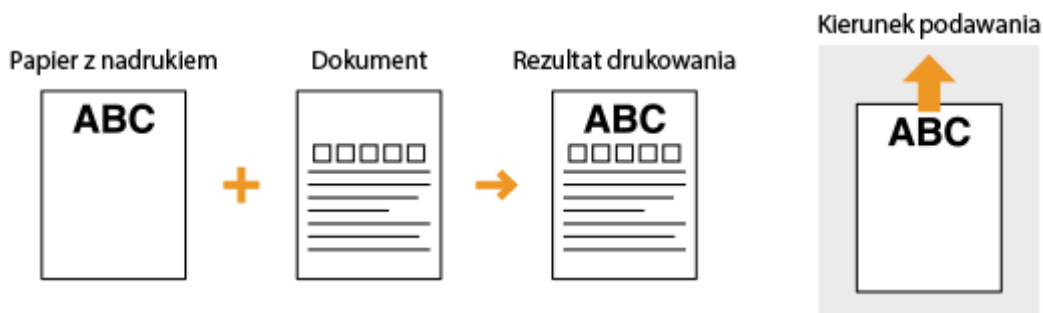 Kierunek podawania
Papier z nadrukiem
Dokument
Rezultat drukowania
ABC
ABC
ABC